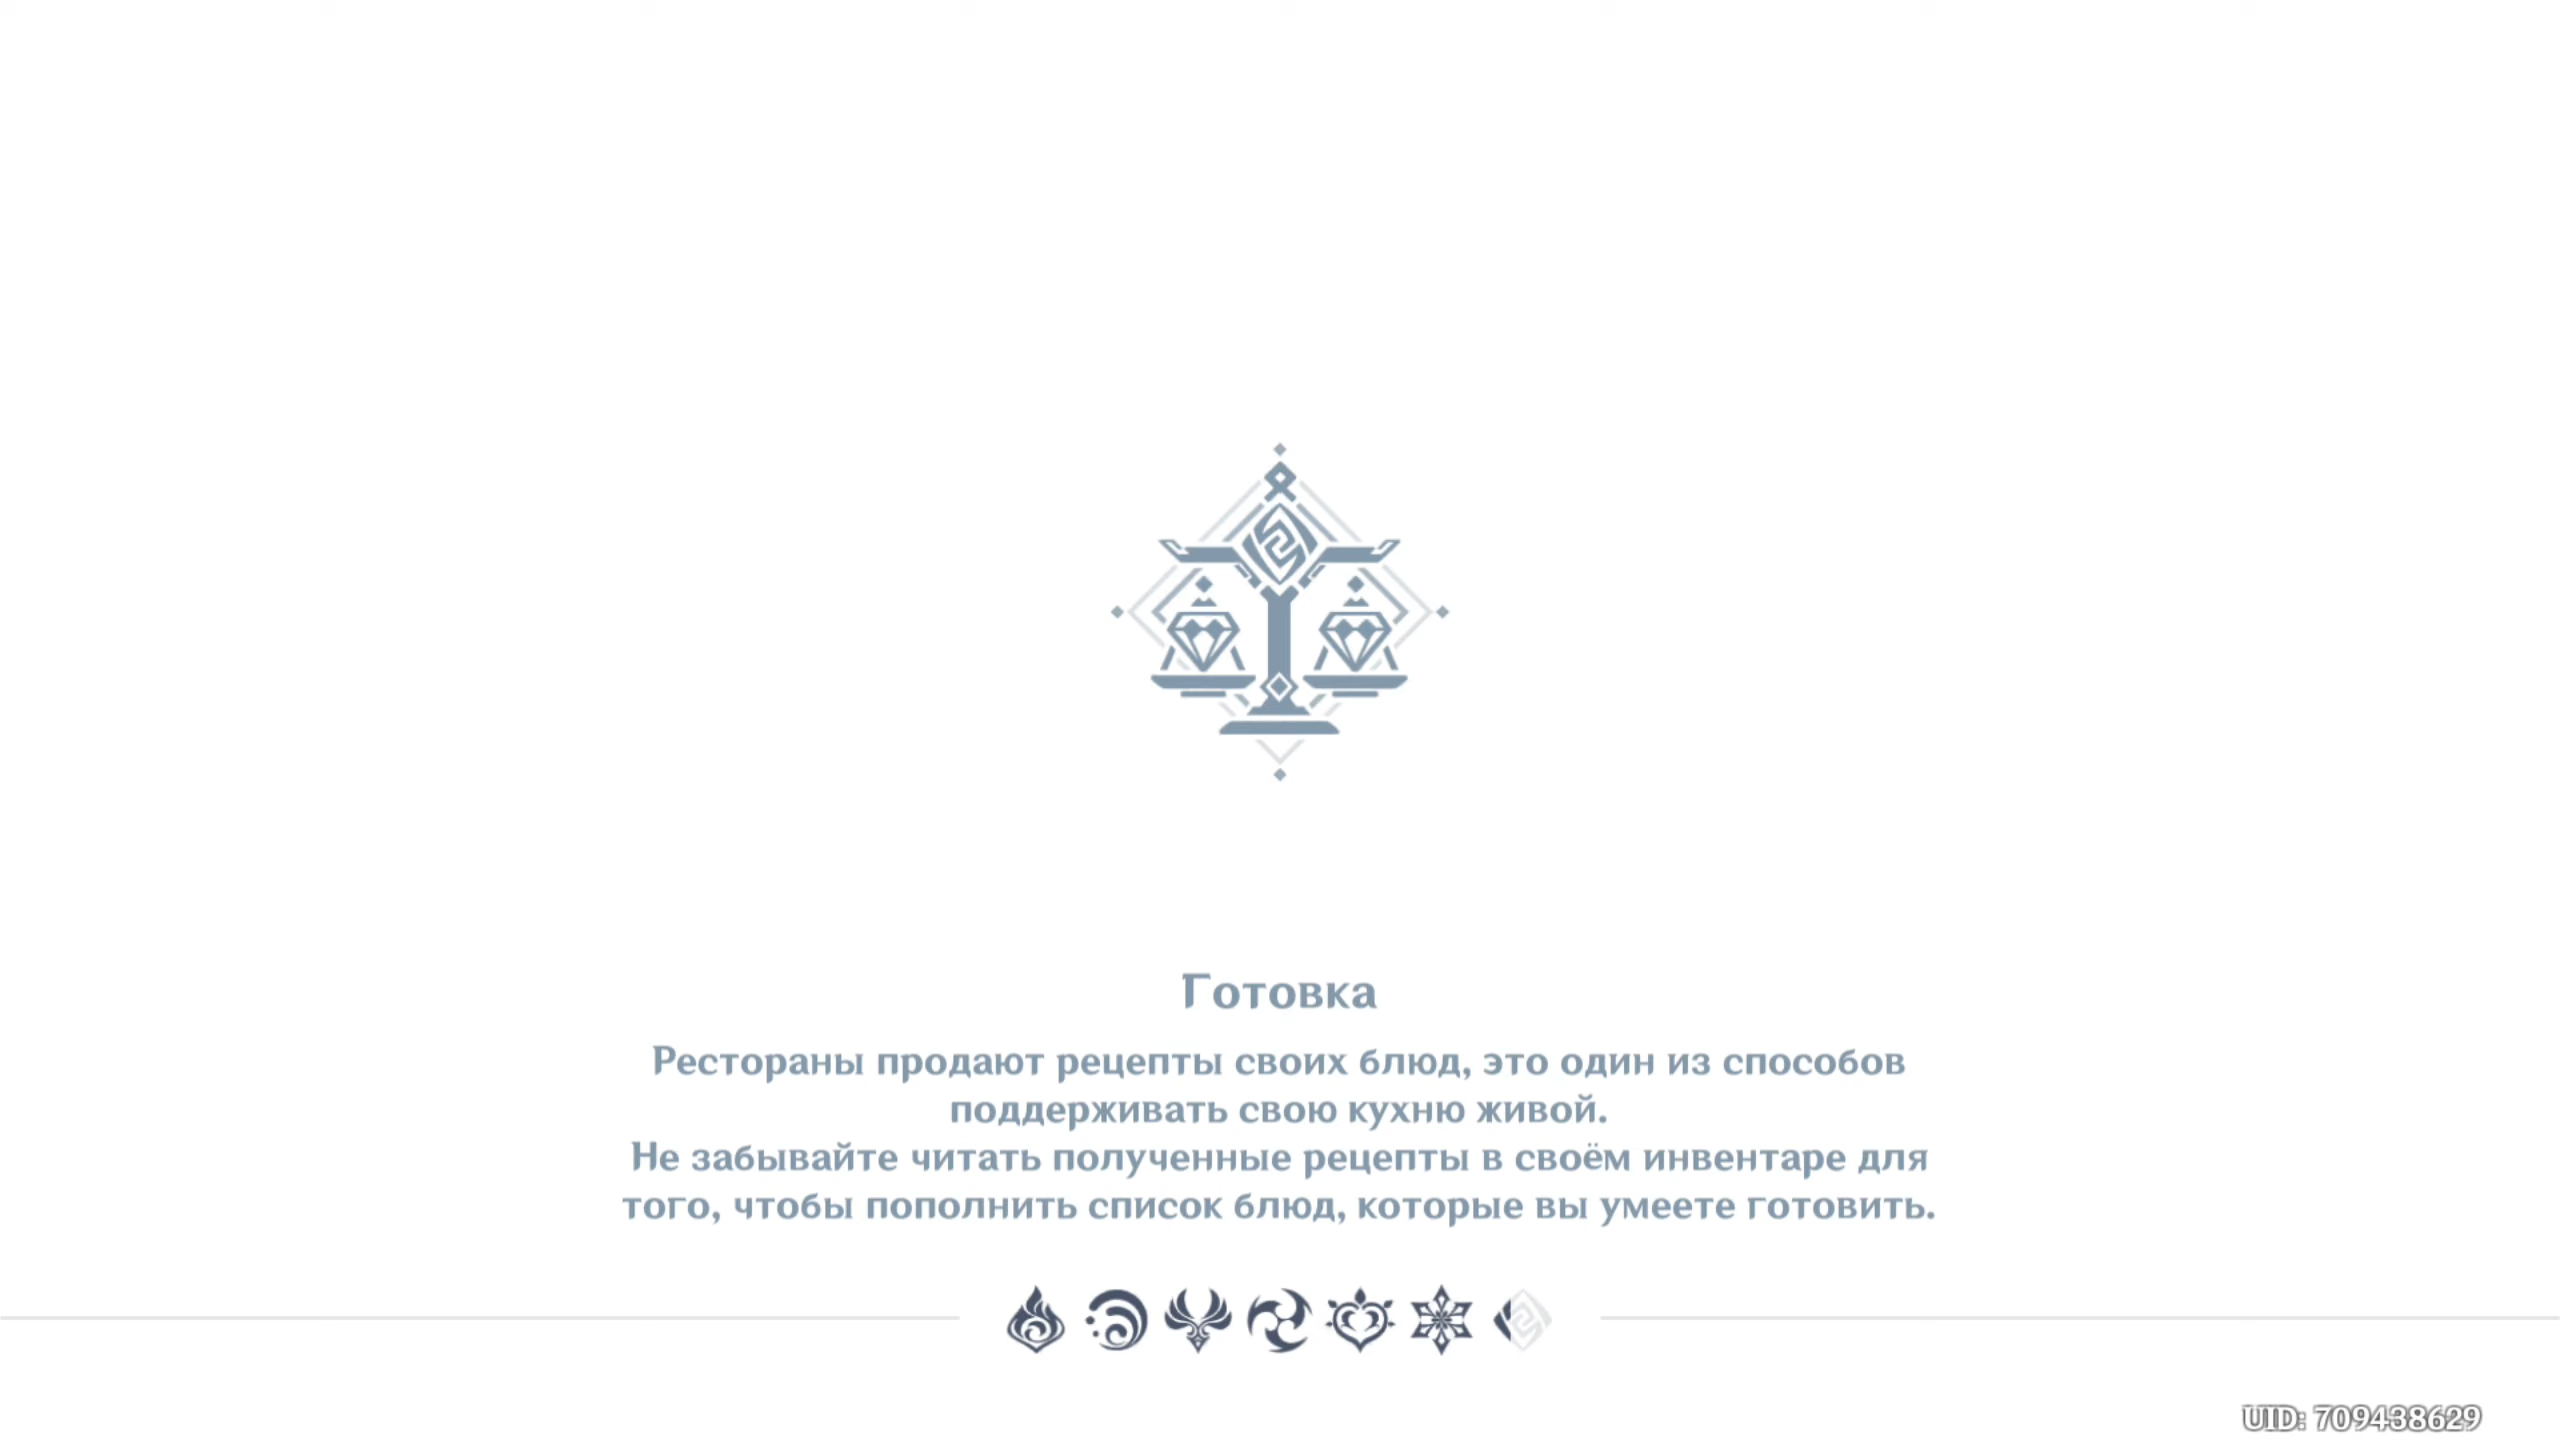 Готовка
Рестораны продают рецепты своих блюд, это один из способов
поддерживать свою кухню живой.
Не забывайте читать полученные рецепты в своём инвентаре для
того, чтобы пополнить список блюд, которые вы умеете готовить.
UID: 709438629